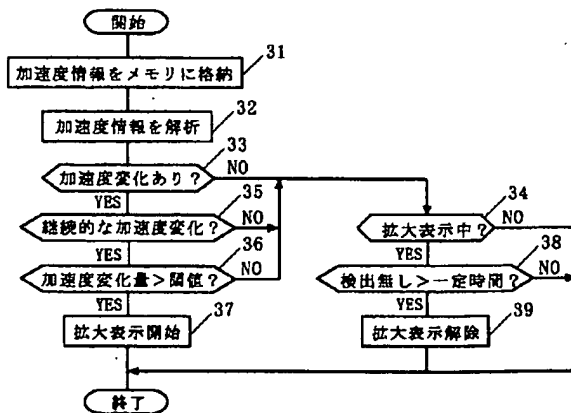 開始
31
加速度情報をメモリに格納
32
加速度情報を解析
33
加速度変化あり?
NO
YES
35
継続的な加速度変化?
NO
YES
36
加速度変化量>閾値?
NO
YES
37
拡大表示開始
34
拡大表示中?
NO
YES
38
検出無し>一定時間?
NO
YES
39
拡大表示解除
終了